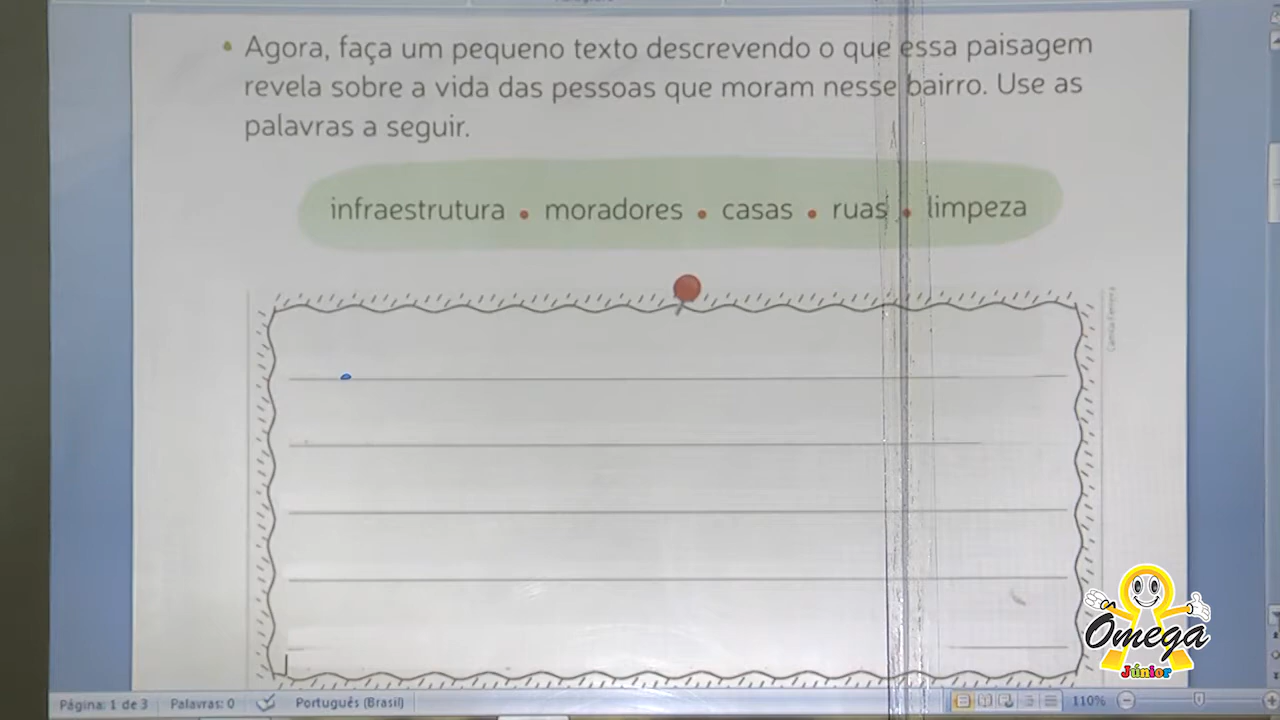 • Agora, faça um pequeno texto descrevendo o que essa paisagem
revela sobre a vida das pessoas que moram nesse bairro. Use as
palavras a seguir.
infraestrutura • moradores • casas • ruas • limpeza
Camila Ferreira
Ômega
Júnior
Página: 1 de 3 Palavras: 0 Português (Brasil) 110%